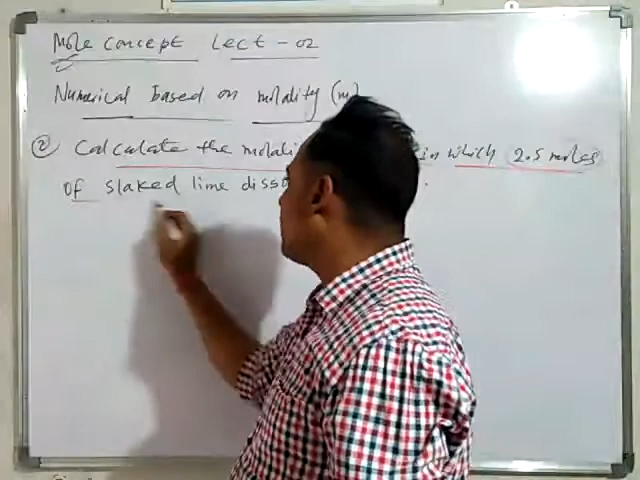 Mole concept Lect - 02
Numerical Based on molality (m)
② Calculate the molali in which 2.5 moles
of slaked lime disso